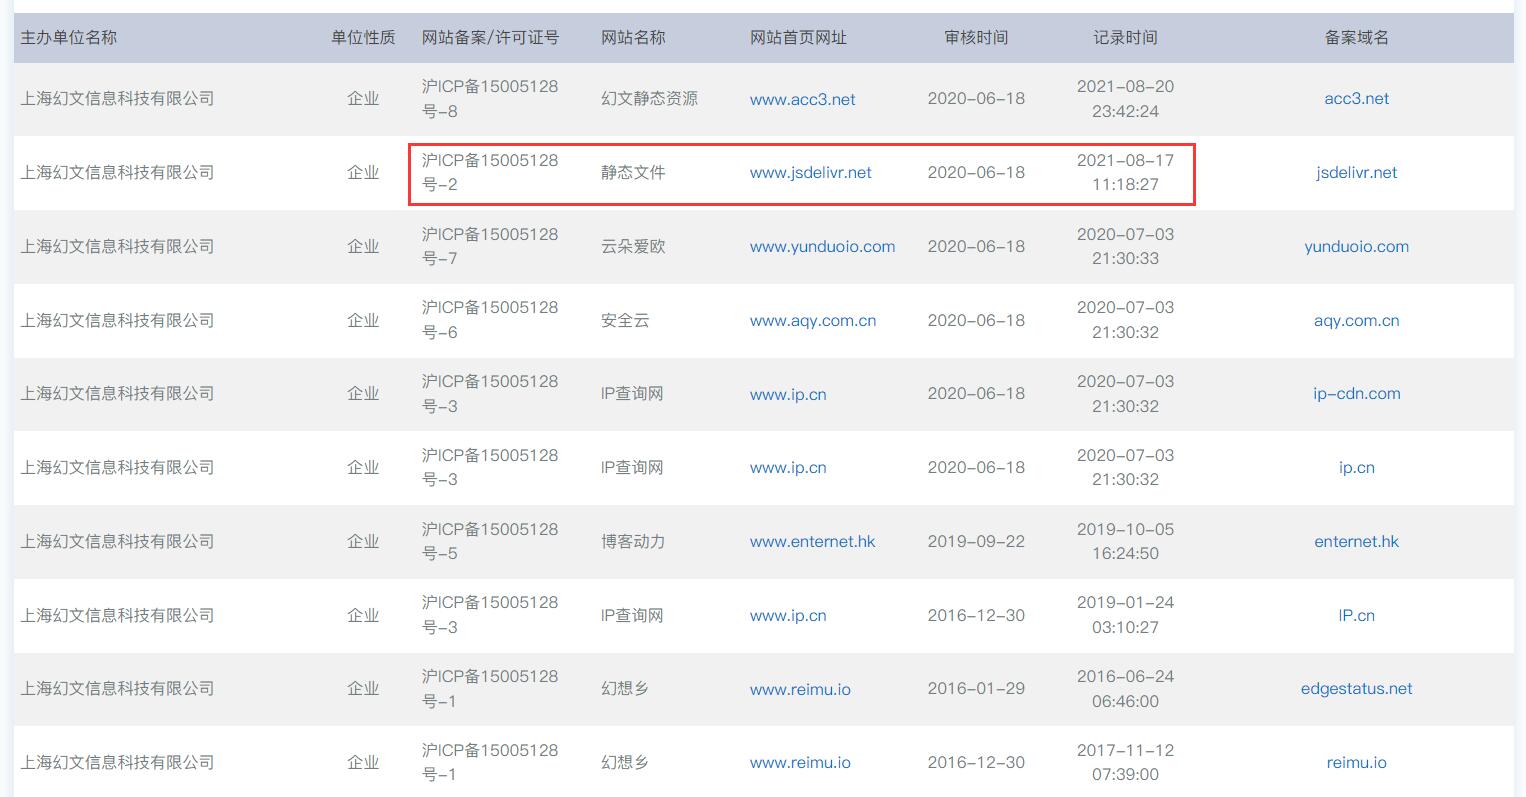 主办单位名称 单位性质 网站备案/许可证号 网站名称 网站首页网址 审核时间 记录时间 备案域名
上海幻文信息科技有限公司 企业 沪ICP备15005128号-8 幻文静态资源 www.acc3.net 2020-06-18 2021-08-20 23:42:24 acc3.net
上海幻文信息科技有限公司 企业 沪ICP备15005128号-2 静态文件 www.jsdelivr.net 2020-06-18 2021-08-17 11:18:27 jsdelivr.net
上海幻文信息科技有限公司 企业 沪ICP备15005128号-7 云朵爱欧 www.yunduoio.com 2020-06-18 2020-07-03 21:30:33 yunduoio.com
上海幻文信息科技有限公司 企业 沪ICP备15005128号-6 安全云 www.aqy.com.cn 2020-06-18 2020-07-03 21:30:32 aqy.com.cn
上海幻文信息科技有限公司 企业 沪ICP备15005128号-3 IP查询网 www.ip.cn 2020-06-18 2020-07-03 21:30:32 ip-cdn.com
上海幻文信息科技有限公司 企业 沪ICP备15005128号-3 IP查询网 www.ip.cn 2020-06-18 2020-07-03 21:30:32 ip.cn
上海幻文信息科技有限公司 企业 沪ICP备15005128号-5 博客动力 www.enternet.hk 2019-09-22 2019-10-05 16:24:50 enternet.hk
上海幻文信息科技有限公司 企业 沪ICP备15005128号-3 IP查询网 www.ip.cn 2016-12-30 2019-01-24 03:10:27 IP.cn
上海幻文信息科技有限公司 企业 沪ICP备15005128号-1 幻想乡 www.reimu.io 2016-01-29 2016-06-24 06:46:00 edgestatus.net
上海幻文信息科技有限公司 企业 沪ICP备15005128号-1 幻想乡 www.reimu.io 2016-12-30 2017-11-12 07:39:00 reimu.io